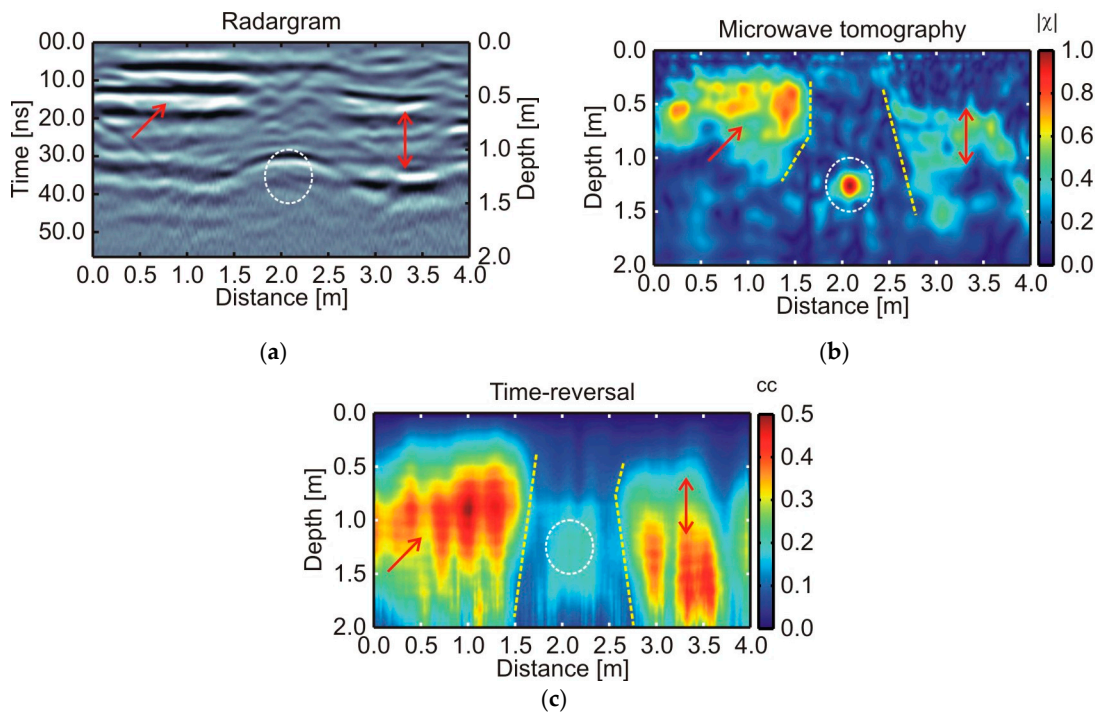 Radargram
Time [ns]
00.0
10.0
20.0
30.0
40.0
50.0
0.0
0.5
1.0
1.5
2.0
Depth [m]
0.0 0.5 1.0 1.5 2.0 2.5 3.0 3.5 4.0
Distance [m]
(a)
Microwave tomography
|χ|
Depth [m]
0.0
0.5
1.0
1.5
2.0
1.0
0.8
0.6
0.4
0.2
0.0
0.0 0.5 1.0 1.5 2.0 2.5 3.0 3.5 4.0
Distance [m]
(b)
Time-reversal
cc
Depth [m]
0.0
0.5
1.0
1.5
2.0
0.5
0.4
0.3
0.2
0.1
0.0
0.0 0.5 1.0 1.5 2.0 2.5 3.0 3.5 4.0
Distance [m]
(c)